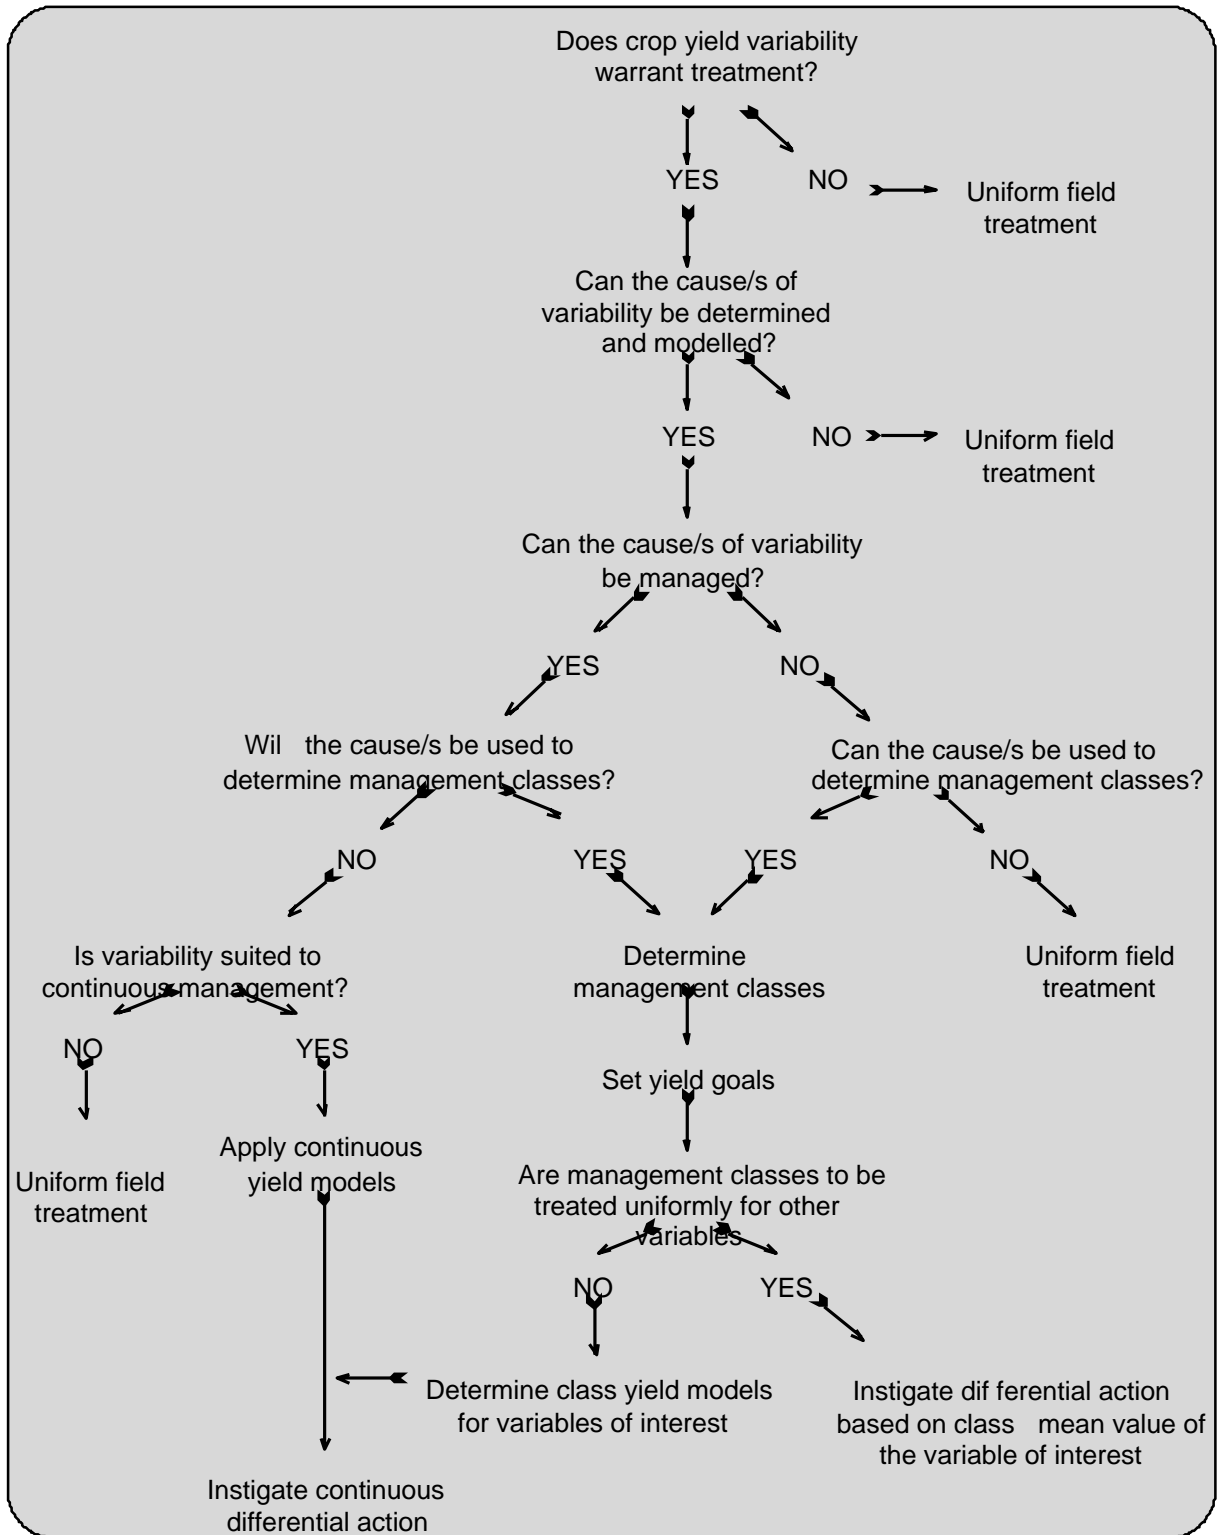 Does crop yield variability
warrant treatment?
YES
NO
Uniform field
treatment
Can the cause/s of
variability be determined
and modelled?
YES
NO
Uniform field
treatment
Can the cause/s of variability
be managed?
YES
NO
Wil the cause/s be used to
determine management classes?
Can the cause/s be used to
determine management classes?
NO
YES
YES
NO
Is variability suited to
continuous management?
Determine
management classes
Uniform field
treatment
NO
YES
Set yield goals
Uniform field
treatment
Apply continuous
yield models
Are management classes to be
treated uniformly for other
variables
NO
YES
Determine class yield models
for variables of interest
Instigate dif ferential action
based on class mean value of
the variable of interest
Instigate continuous
differential action